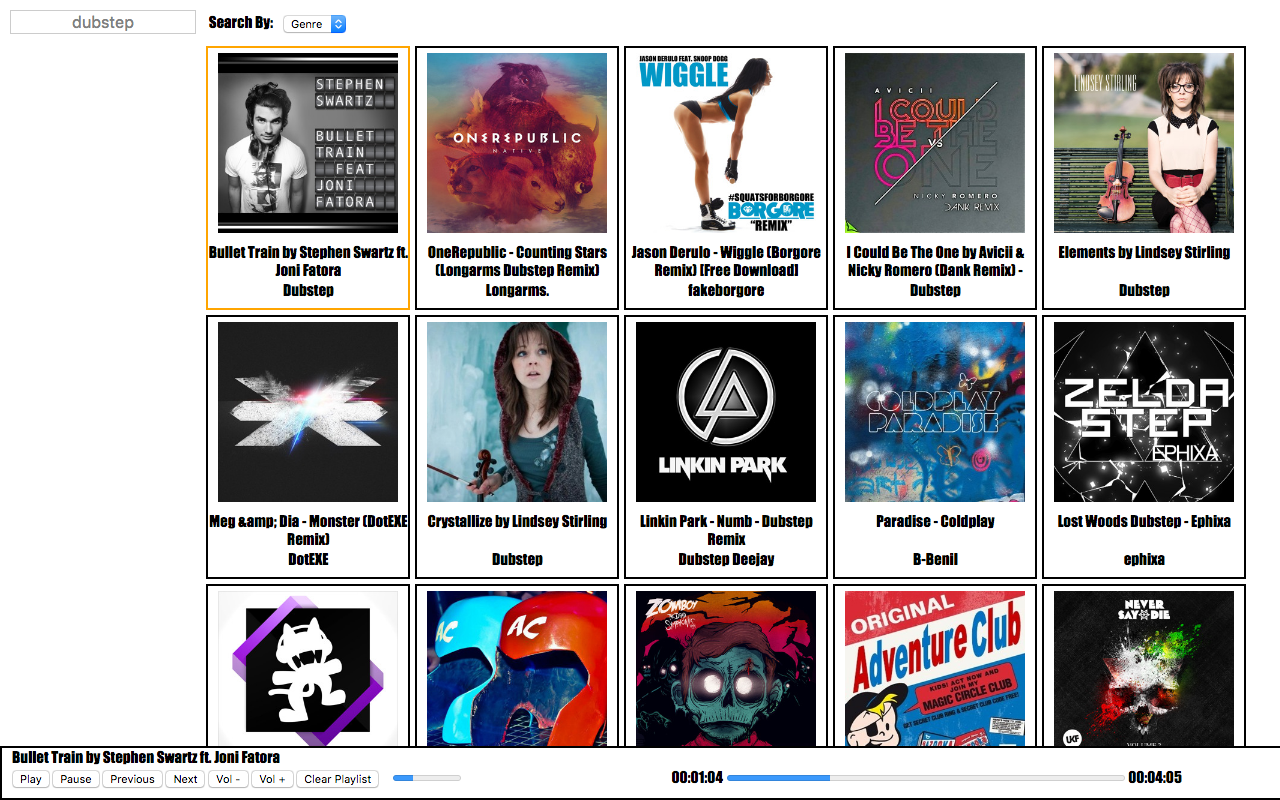 dubstep
Search By:
Genre
STEPHEN
SWARTZ
BULLET
TRAIN
FEAT
JONI
FATORA
Bullet Train by Stephen Swartz ft.
Joni Fatora
Dubstep
ONEREPUBLIC
NATIVE
OneRepublic - Counting Stars
(Longarms Dubstep Remix)
Longarms.
JASON DERULO FEAT. SNOOP DOGG
WIGGLE
#SQUATSFORBORGORE
BORGORE
"REMIX"
Jason Derulo - Wiggle (Borgore
Remix) [Free Download]
fakeborgore
AVICII
I COULD
BE THE
VS
ONE
NICKY ROMERO
DANK REMIX
I Could Be The One by Avicii &
Nicky Romero (Dank Remix) -
Dubstep
LINDSEY STIRLING
Elements by Lindsey Stirling
Dubstep
Meg &amp; Dia - Monster (DotEXE
Remix)
DotEXE
Crystallize by Lindsey Stirling
Dubstep
LINKIN PARK
Linkin Park - Numb - Dubstep
Remix
Dubstep Deejay
COLDPLAY
PARADISE
Paradise - Coldplay
B-Benil
ZELDA
STEP
EPHIXA
Lost Woods Dubstep - Ephixa
ephixa
AC
AC
ZOMBOY
ORIGINAL
Adventure Club
KIDS! ACT NOW AND
JOIN MY
MAGIC CIRCLE CLUB
NEVER
SAY DIE
UKF
VOLUME 2
Bullet Train by Stephen Swartz ft. Joni Fatora
Play
Pause
Previous
Next
Vol -
Vol +
Clear Playlist
00:01:04
00:04:05